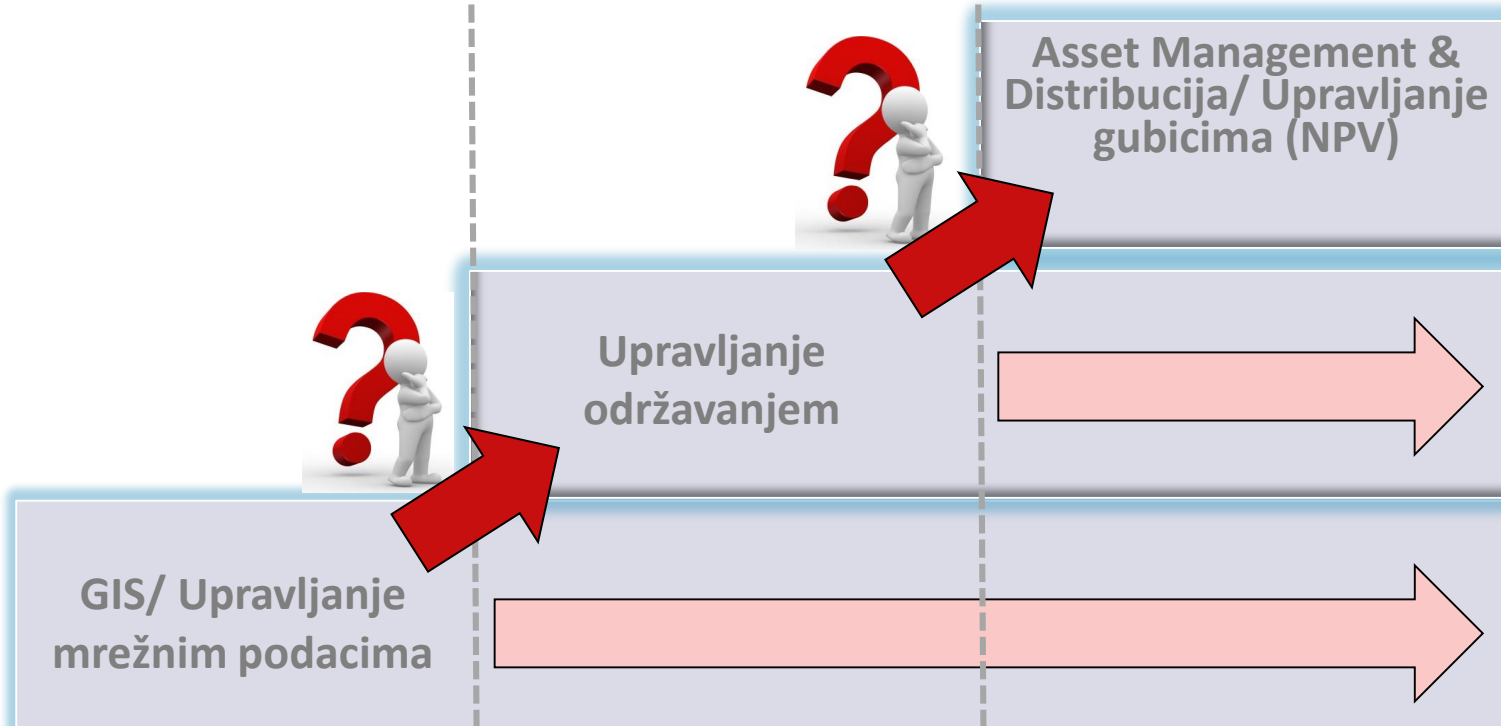 Asset Management &
Distribucija/ Upravljanje
gubicima (NPV)
Upravljanje
održavanjem
GIS/ Upravljanje
mrežnim podacima